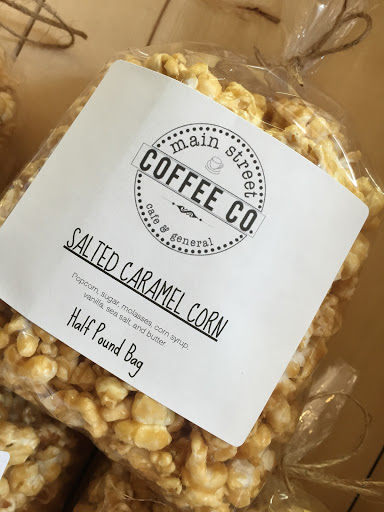 main street
COFFEE CO.
cafe & general
SALTED CARAMEL CORN
Popcorn, sugar, molasses, corn syrup,
vanilla, sea salt, and butter.
Half Pound Bag